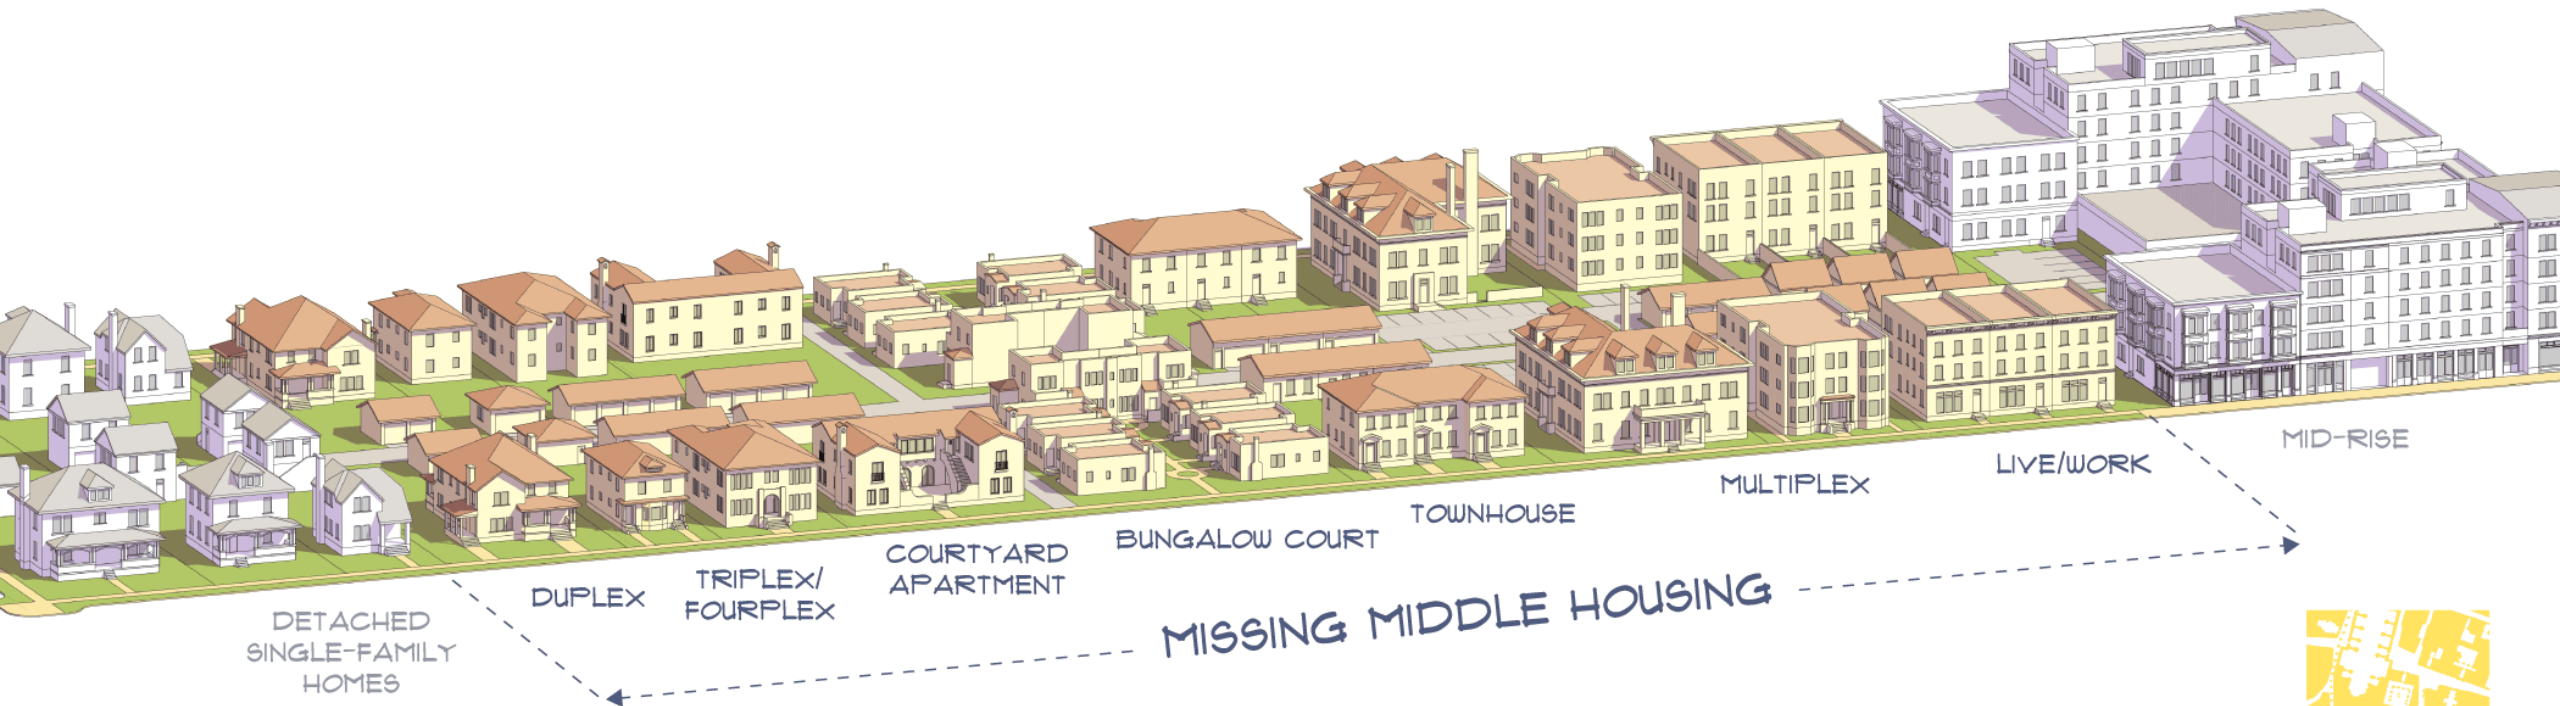 DETACHED
SINGLE-FAMILY
HOMES
DUPLEX
TRIPLEX/
FOURPLEX
COURTYARD
APARTMENT
BUNGALOW COURT
TOWNHOUSE
MULTIPLEX
LIVE/WORK
MID-RISE
MISSING MIDDLE HOUSING